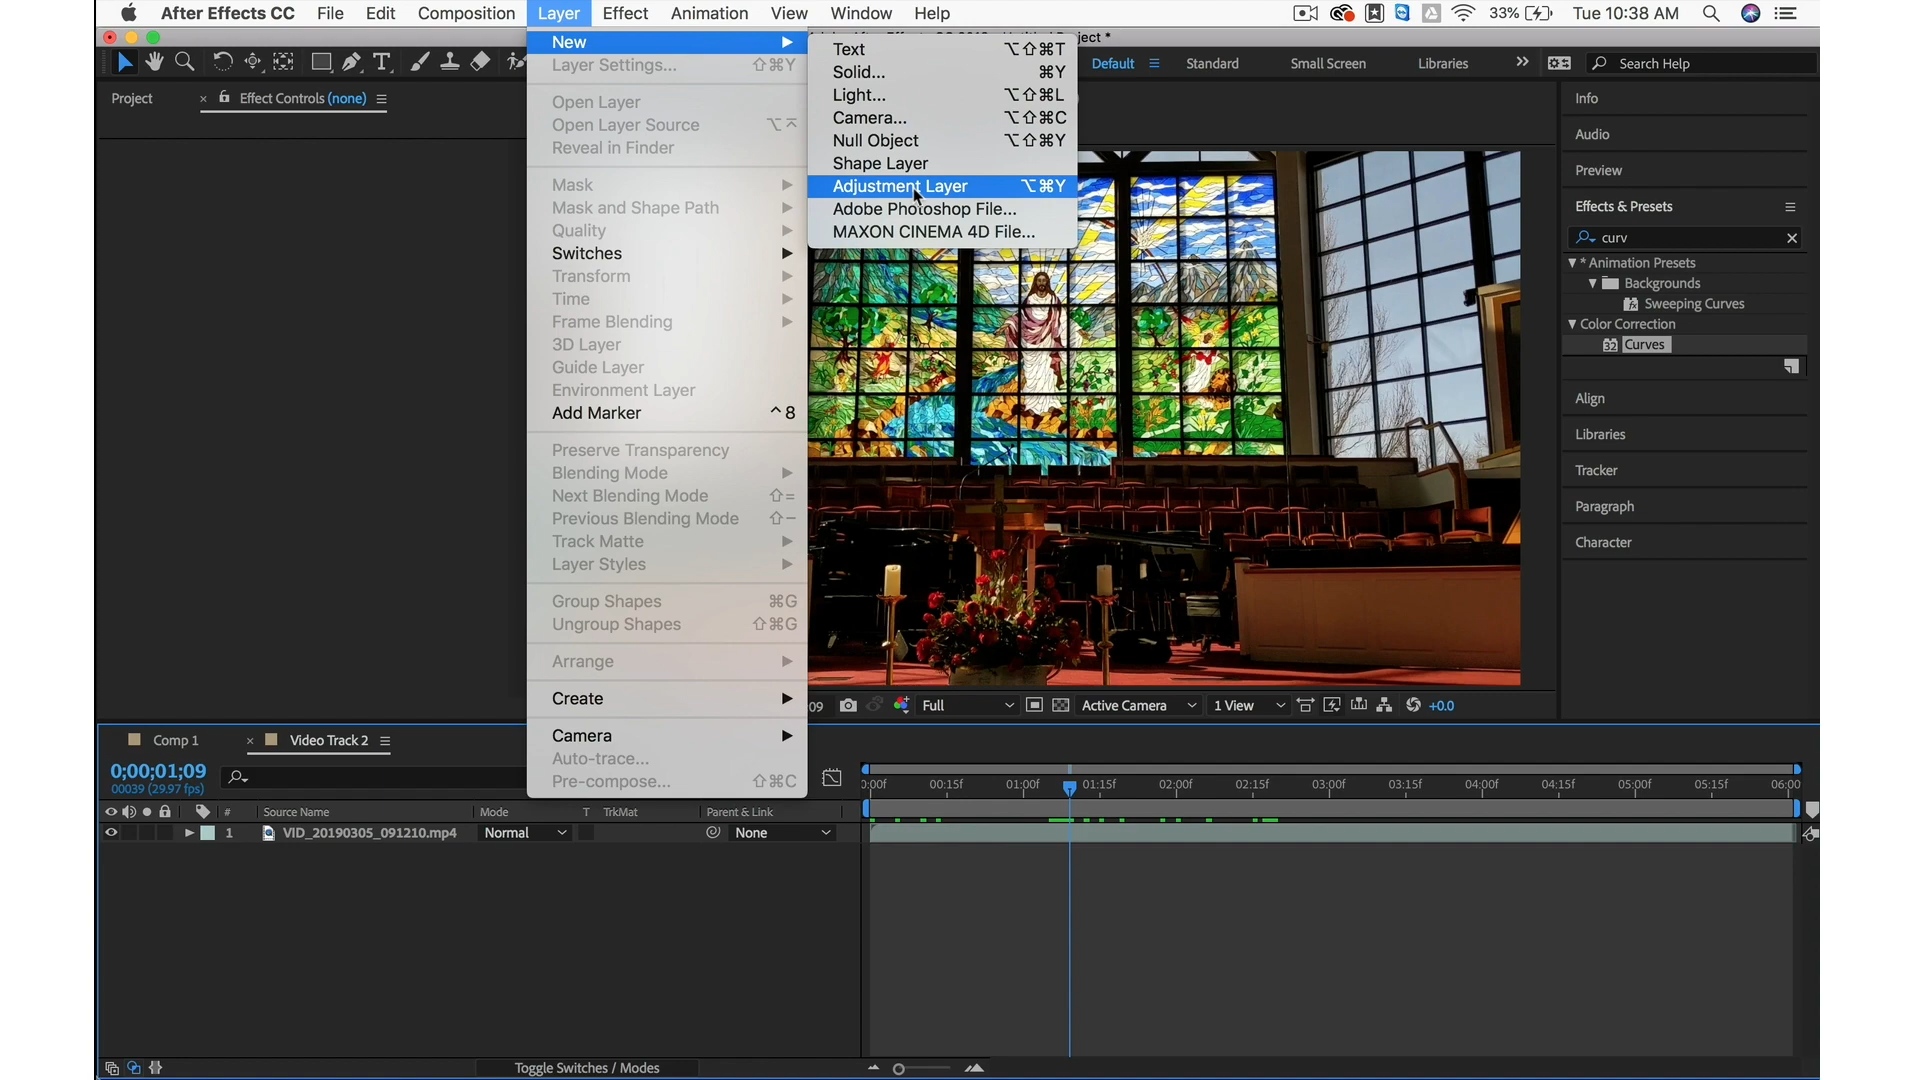 After Effects CC File Edit Composition Layer Effect Animation View Window Help 33% Tue 10:38 AM
ject *
New
Layer Settings... ⇧⌘Y
Open Layer
Open Layer Source ⌥⌤
Reveal in Finder
Mask
Mask and Shape Path
Quality
Switches
Transform
Time
Frame Blending
3D Layer
Guide Layer
Environment Layer
Add Marker ^8
Preserve Transparency
Blending Mode
Next Blending Mode ⇧=
Previous Blending Mode ⇧−
Track Matte
Layer Styles
Group Shapes ⌘G
Ungroup Shapes ⇧⌘G
Arrange
Create
Camera
Auto-trace...
Pre-compose... ⇧⌘C
Text ⌥⇧⌘T
Solid... ⌘Y
Light... ⌥⇧⌘L
Camera... ⌥⇧⌘C
Null Object ⌥⇧⌘Y
Shape Layer
Adjustment Layer ⌥⌘Y
Adobe Photoshop File...
MAXON CINEMA 4D File...
Default Standard Small Screen Libraries Search Help
Project Effect Controls (none)
Info
Audio
Preview
Effects & Presets
curv
* Animation Presets
Backgrounds
Sweeping Curves
Color Correction
32 Curves
Align
Libraries
Tracker
Paragraph
Character
09 Full Active Camera 1 View +0.0
Comp 1 Video Track 2
0;00;01;09
00039 (29.97 fps)
0:00f 00:15f 01:00f 01:15f 02:00f 02:15f 03:00f 03:15f 04:00f 04:15f 05:00f 05:15f 06:00
# Source Name Mode T TrkMat Parent & Link
1 VID_20190305_091210.mp4 Normal None
Toggle Switches / Modes